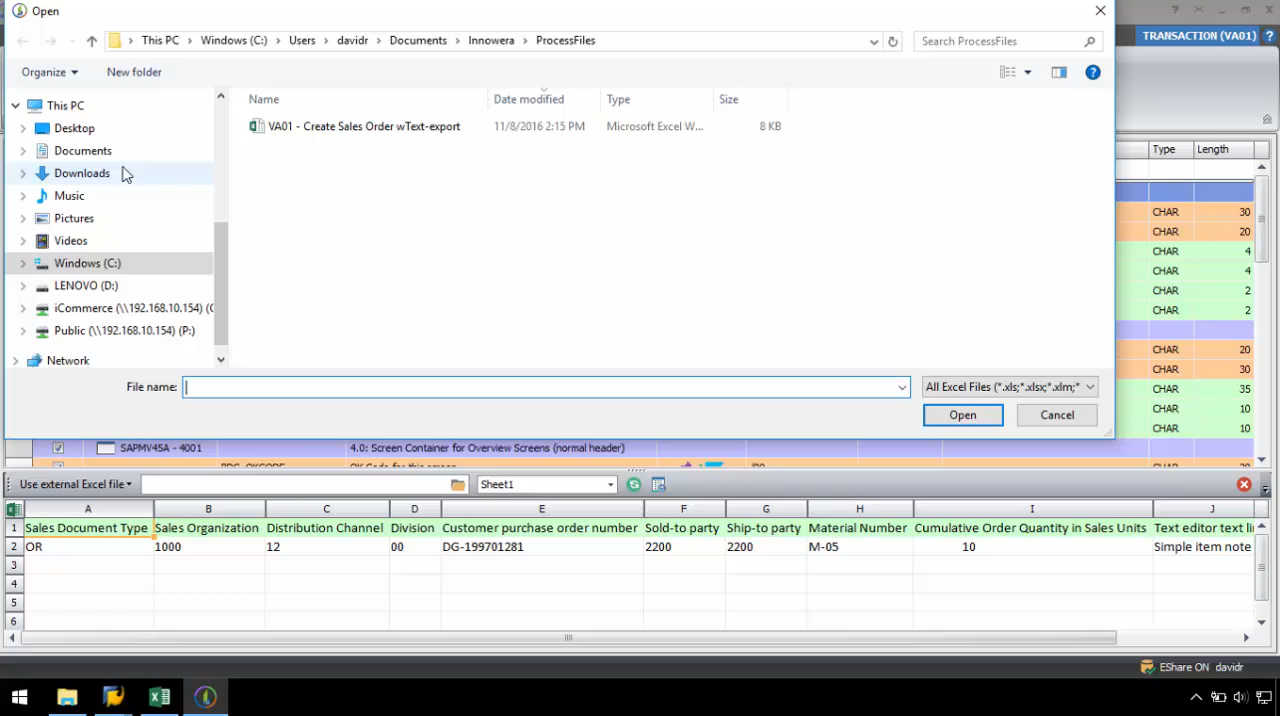 Open
TRANSACTION (VA01)
This PC Windows (C:) Users davidr Documents Innowera ProcessFiles
Search ProcessFiles
Organize New folder
This PC
Desktop
Documents
Downloads
Music
Pictures
Videos
Windows (C:)
LENOVO (D:)
iCommerce (\\192.168.10.154) (
Public (\\192.168.10.154) (P:)
Network
Name Date modified Type Size
VA01 - Create Sales Order wText-export 11/8/2016 2:15 PM Microsoft Excel W... 8 KB
File name:
All Excel Files (*.xls;*.xlsx;*.xlm;*
Open Cancel
Type Length
CHAR 30
CHAR 20
CHAR 4
CHAR 4
CHAR 2
CHAR 2
CHAR 20
CHAR 30
CHAR 35
CHAR 10
CHAR 10
SAPMV45A - 4001 4.0: Screen Container for Overview Screens (normal header)
Use external Excel file Sheet1
A B C D E F G H I J
1 Sales Document Type Sales Organization Distribution Channel Division Customer purchase order number Sold-to party Ship-to party Material Number Cumulative Order Quantity in Sales Units Text editor text li
2 OR 1000 12 00 DG-199701281 2200 2200 M-05 10 Simple item note
3
4
5
6
EShare ON davidr